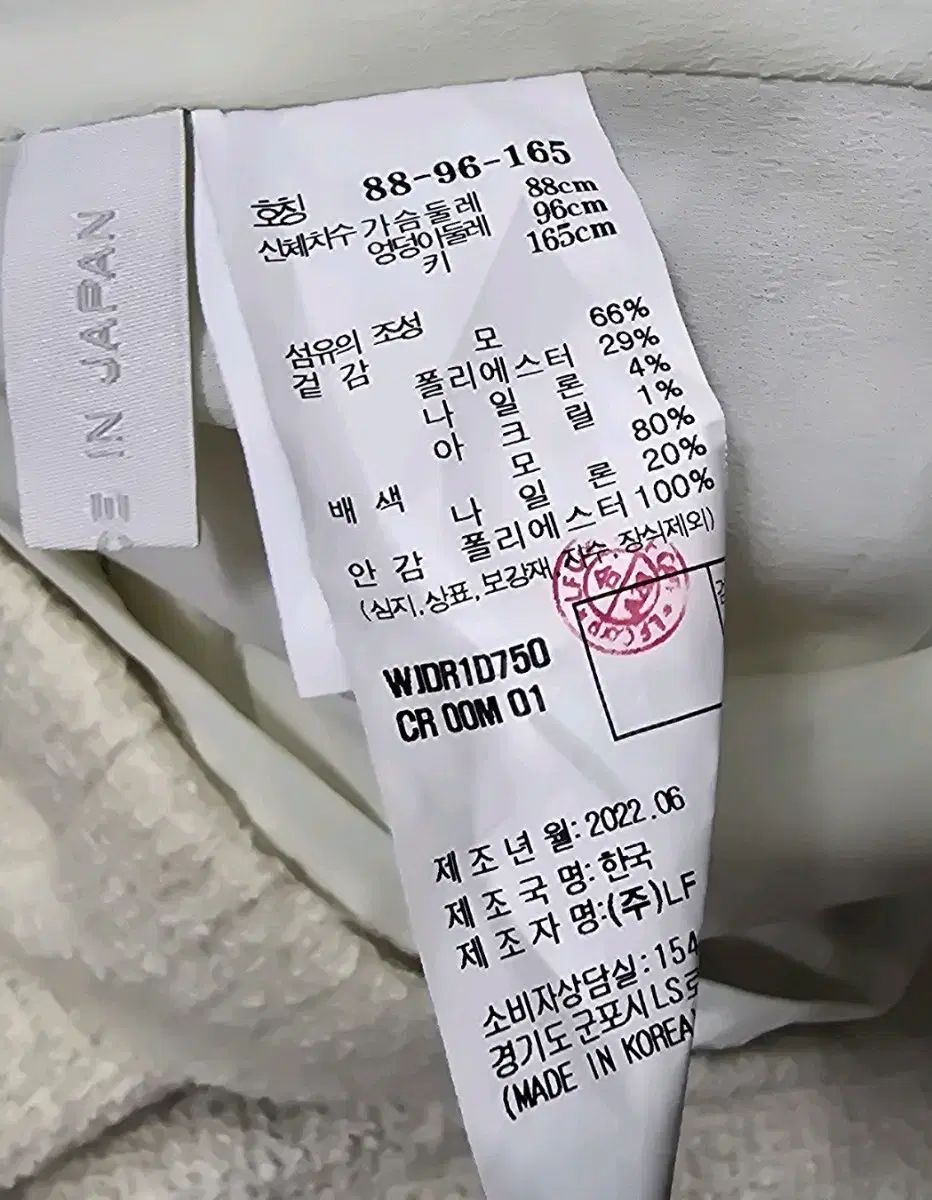 IN JAPAN
호칭 88-96-165
신체치수 가슴둘레 88cm
엉덩이둘레 96cm
키 165cm
섬유의 조성
겉감 모 66%
폴리에스터 29%
나일론 4%
아크릴 1%
배색 모 80%
나일론 20%
안감 폴리에스터 100%
(심지,상표,보강재,자수,장식제외)
WJDR1D750
CR 00M 01
제조년월:2022.06
제조국명:한국
제조자명:(주)LF
소비자상담실:154
경기도군포시LS로
(MADE IN KOREA)